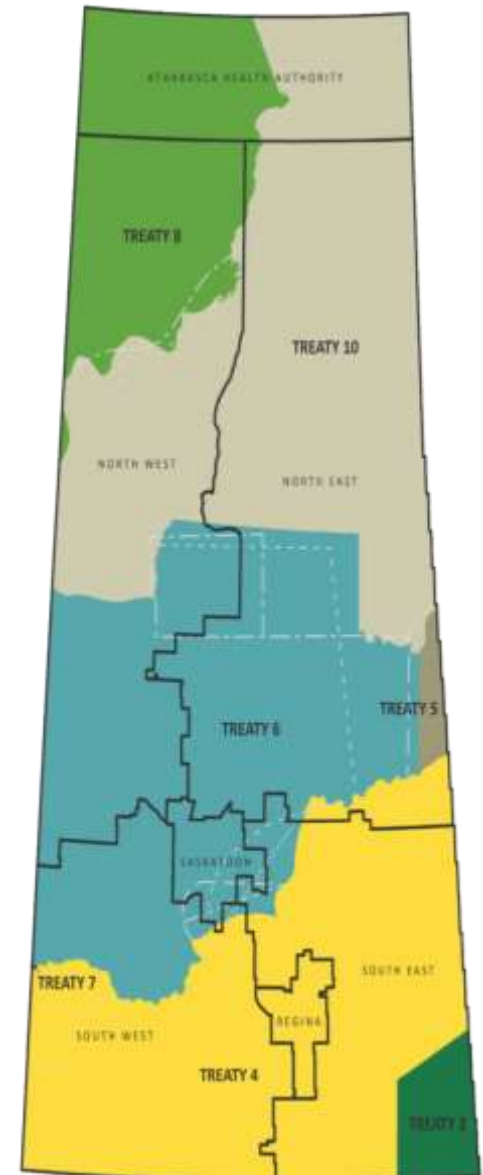 ATHABASCA HEALTH AUTHORITY
TREATY 8
TREATY 10
NORTH WEST
NORTH EAST
TREATY 5
TREATY 6
SASKATOON
SOUTH EAST
TREATY 7
REGINA
SOUTH WEST
TREATY 4
TREATY 2